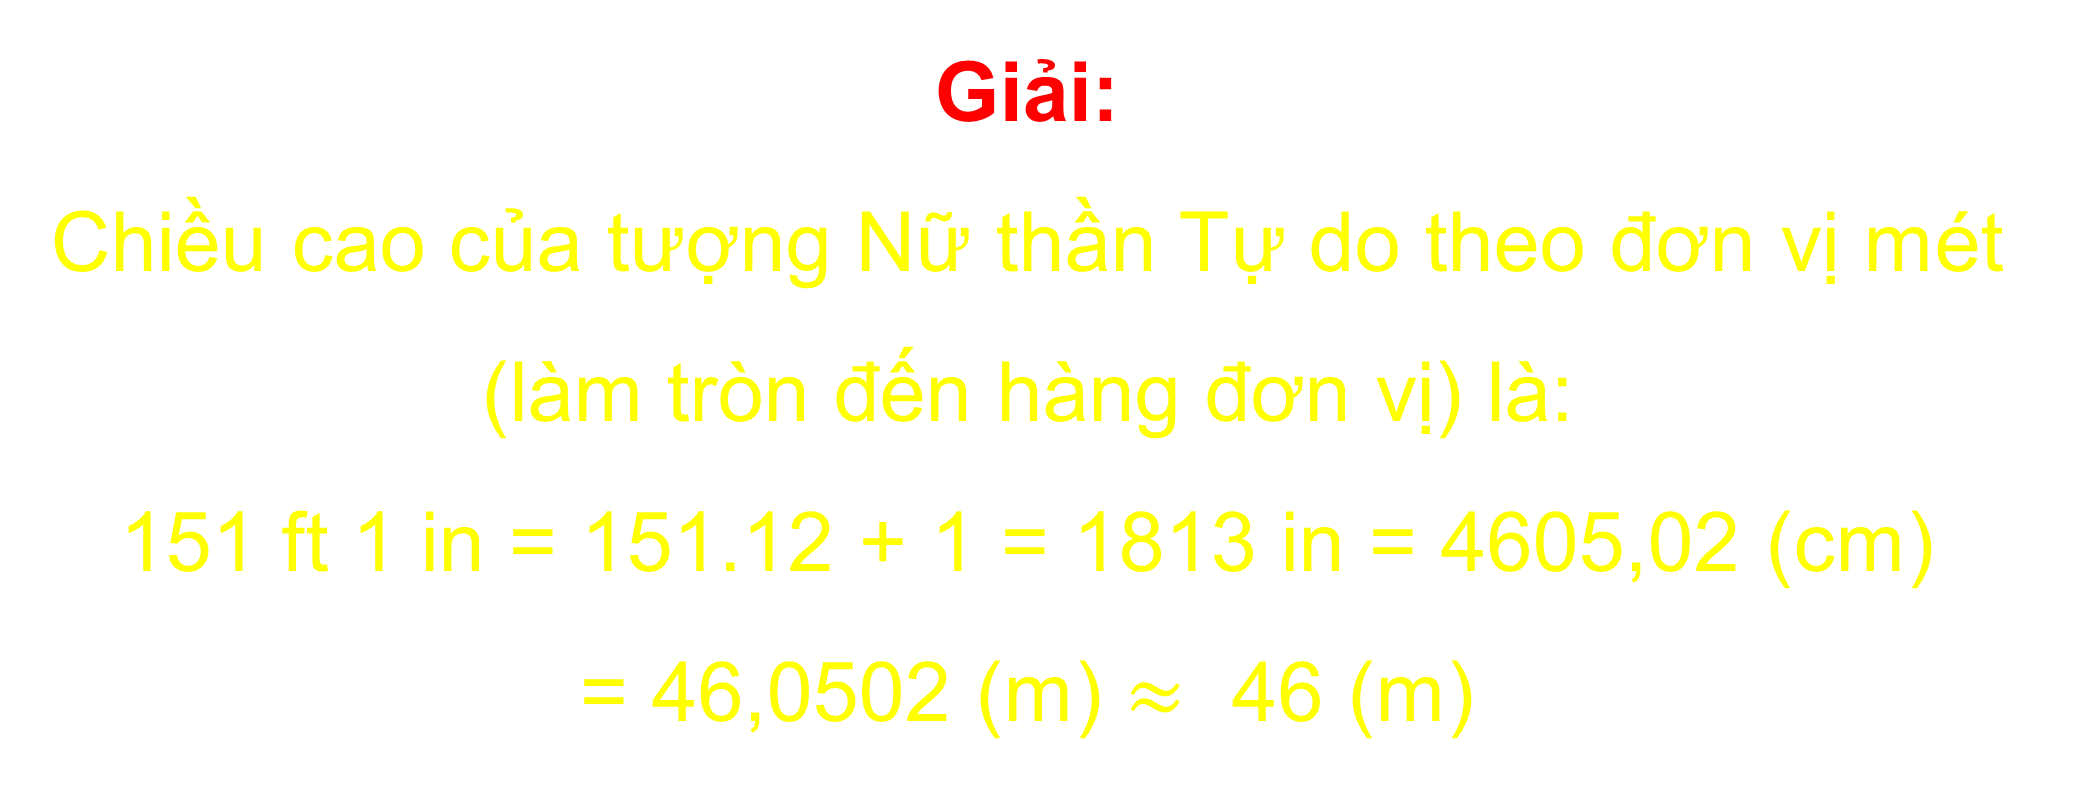 Giải:
Chiều cao của tượng Nữ thần Tự do theo đơn vị mét
(làm tròn đến hàng đơn vị) là:
151 ft 1 in = 151.12 + 1 = 1813 in = 4605,02 (cm)
= 46,0502 (m) ≈ 46 (m)